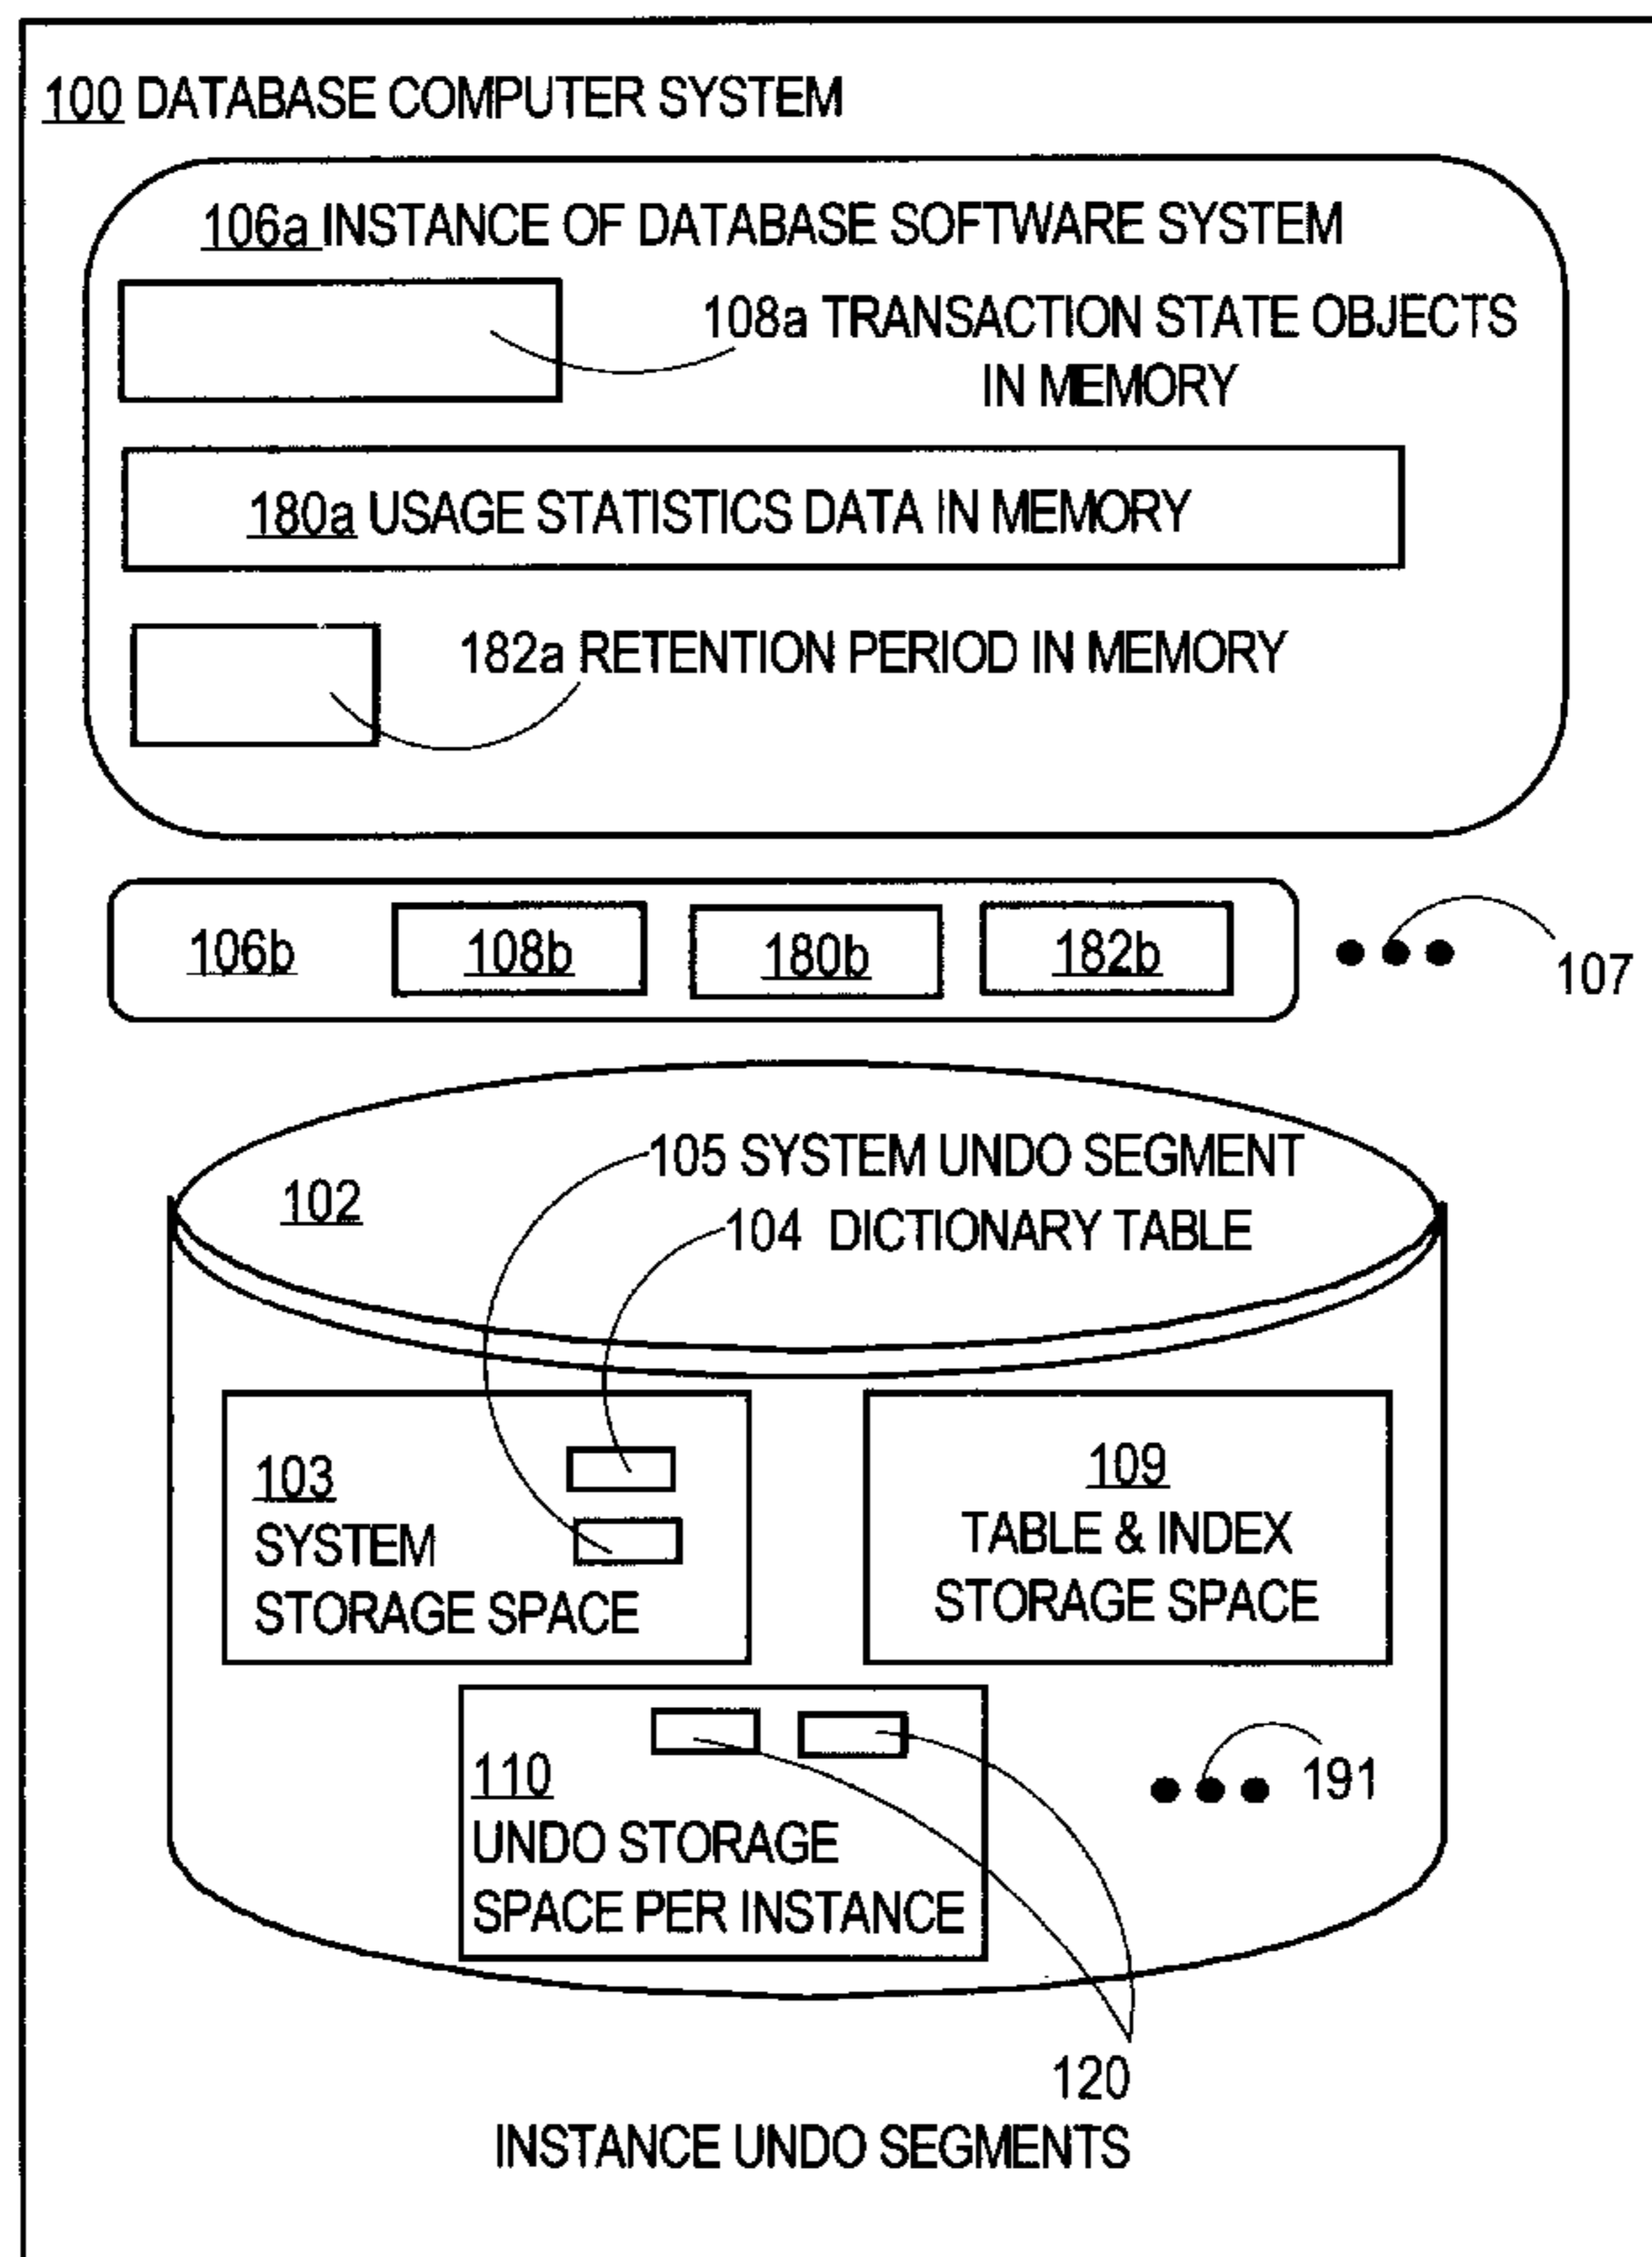 100 DATABASE COMPUTER SYSTEM
106a INSTANCE OF DATABASE SOFTWARE SYSTEM
108a TRANSACTION STATE OBJECTS
IN MEMORY
180a USAGE STATISTICS DATA IN MEMORY
182a RETENTION PERIOD IN MEMORY
106b 108b 180b 182b
107
105 SYSTEM UNDO SEGMENT
102
104 DICTIONARY TABLE
103
SYSTEM
STORAGE SPACE
109
TABLE & INDEX
STORAGE SPACE
110
UNDO STORAGE
SPACE PER INSTANCE
191
120
INSTANCE UNDO SEGMENTS